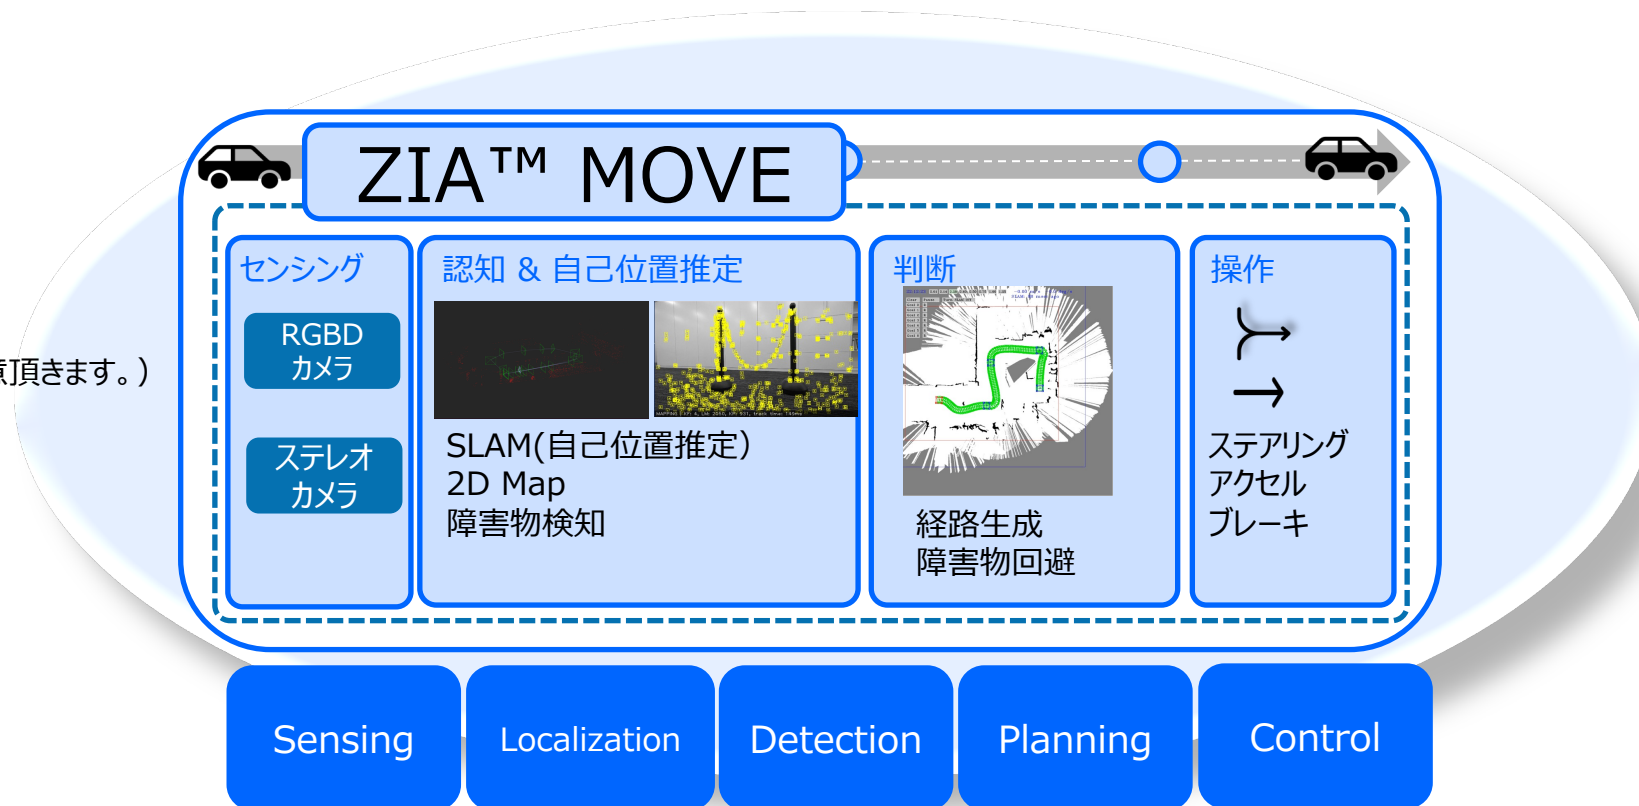 ZIA™ MOVE
センシング
RGBD
カメラ
ステレオ
カメラ
認知 & 自己位置推定
SLAM(自己位置推定）
2D Map
障害物検知
判断
経路生成
障害物回避
操作
ステアリング
アクセル
ブレーキ
頂きます。）
Sensing
Localization
Detection
Planning
Control